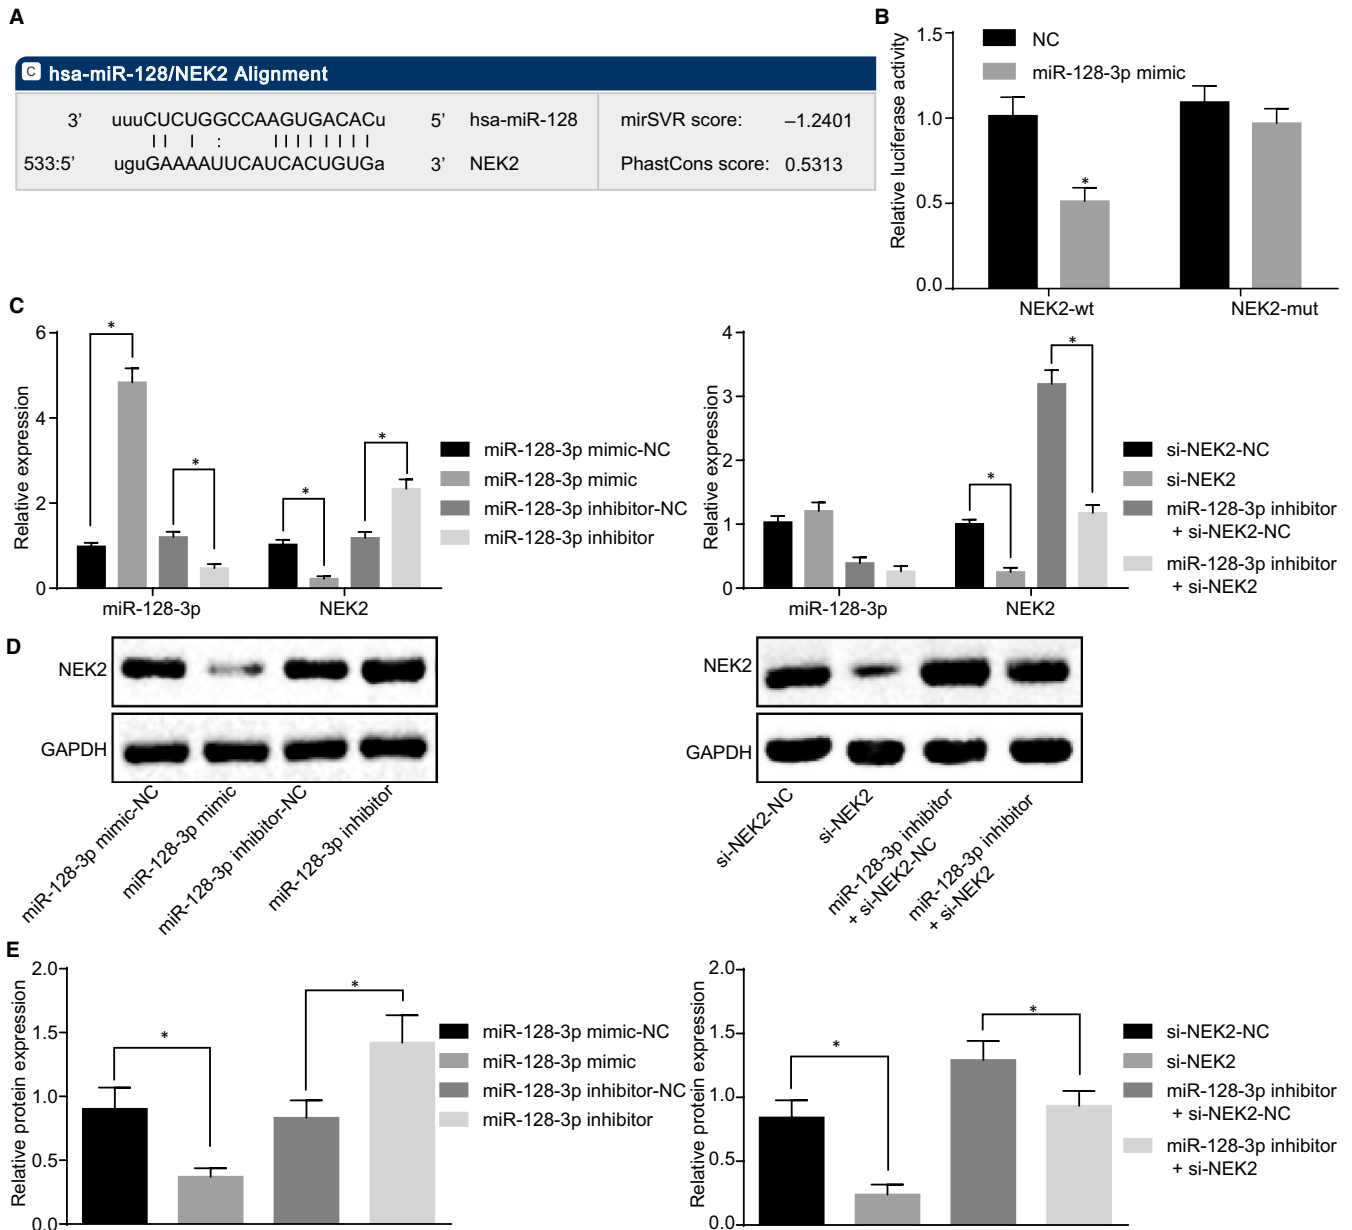 A
C hsa-miR-128/NEK2 Alignment
3' uuuCUCUGGCCAAGUGACACu 5' hsa-miR-128 mirSVR score: –1.2401
| | | : | | | | | | | |
533:5' uguGAAAAUUCAUCACUGUGa 3' NEK2 PhastCons score: 0.5313
B
Relative luciferase activity
1.5
1.0
0.5
0.0
NC
miR-128-3p mimic
*
NEK2-wt NEK2-mut
C
Relative expression
6
4
2
0
* * * *
miR-128-3p NEK2
miR-128-3p mimic-NC
miR-128-3p mimic
miR-128-3p inhibitor-NC
miR-128-3p inhibitor
Relative expression
4
3
2
1
0
* *
miR-128-3p NEK2
si-NEK2-NC
si-NEK2
miR-128-3p inhibitor
+ si-NEK2-NC
miR-128-3p inhibitor
+ si-NEK2
D
NEK2
GAPDH
miR-128-3p mimic-NC
miR-128-3p mimic
miR-128-3p inhibitor-NC
miR-128-3p inhibitor
NEK2
GAPDH
si-NEK2-NC
si-NEK2
miR-128-3p inhibitor
+ si-NEK2-NC
miR-128-3p inhibitor
+ si-NEK2
E
Relative protein expression
2.0
1.5
1.0
0.5
0.0
* *
miR-128-3p mimic-NC
miR-128-3p mimic
miR-128-3p inhibitor-NC
miR-128-3p inhibitor
Relative protein expression
2.0
1.5
1.0
0.5
0.0
* *
si-NEK2-NC
si-NEK2
miR-128-3p inhibitor
+ si-NEK2-NC
miR-128-3p inhibitor
+ si-NEK2